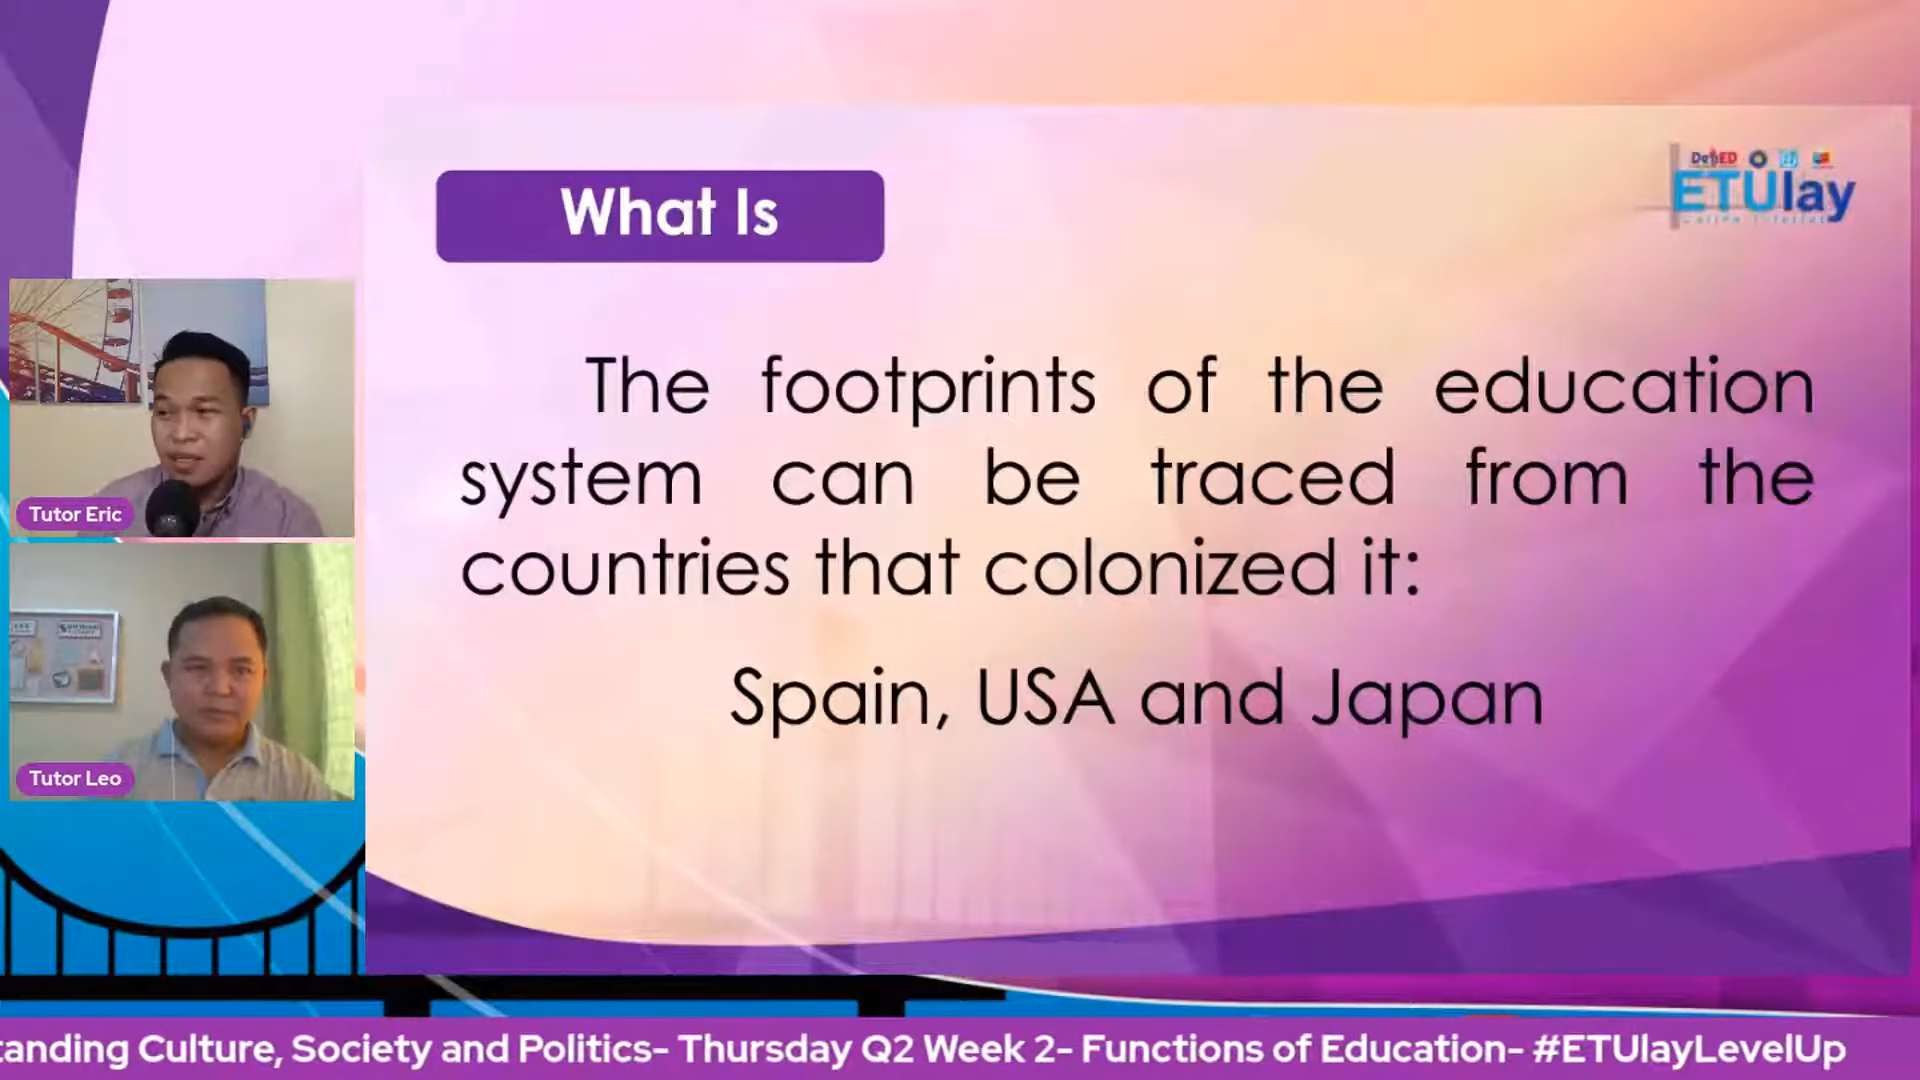 What Is
DepED
ETUlay
The footprints of the education
system can be traced from the
countries that colonized it:
Spain, USA and Japan
Tutor Eric
Tutor Leo
tanding Culture, Society and Politics- Thursday Q2 Week 2- Functions of Education- #ETUlayLevelUp